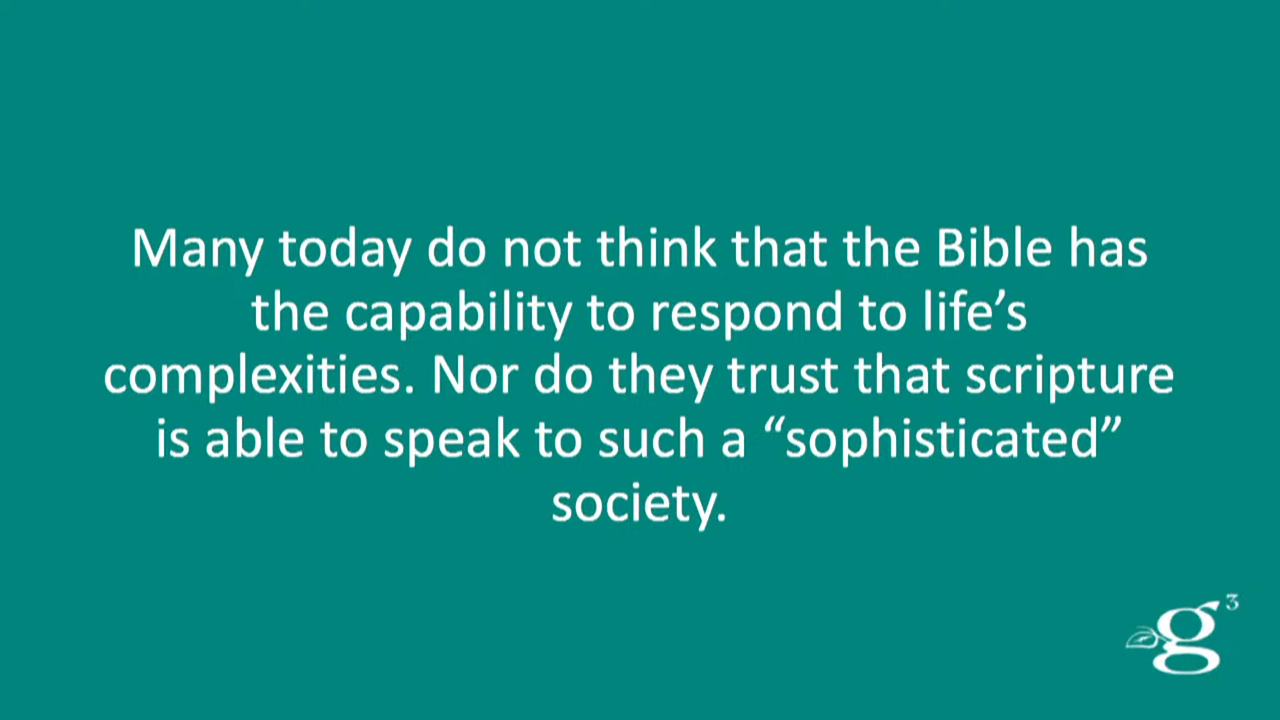 Many today do not think that the Bible has
the capability to respond to life’s
complexities. Nor do they trust that scripture
is able to speak to such a “sophisticated”
society.
g³